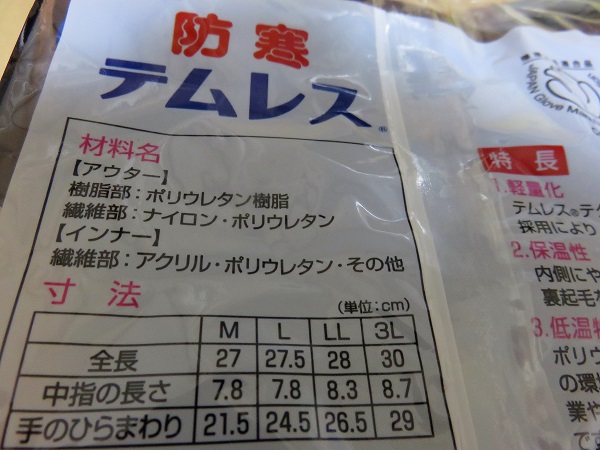 防寒
テムレス®
材料名
【アウター】
樹脂部：ポリウレタン樹脂
繊維部：ナイロン・ポリウレタン
【インナー】
繊維部：アクリル・ポリウレタン・その他
寸法
（単位：cm）
M L LL 3L
全長 27 27.5 28 30
中指の長さ 7.8 7.8 8.3 8.7
手のひらまわり 21.5 24.5 26.5 29
特長
1.軽量化
テムレス®テ
採用により
2.保温性
内側にや
裏起毛
3.低温特
ポリウ
の環
業や
です